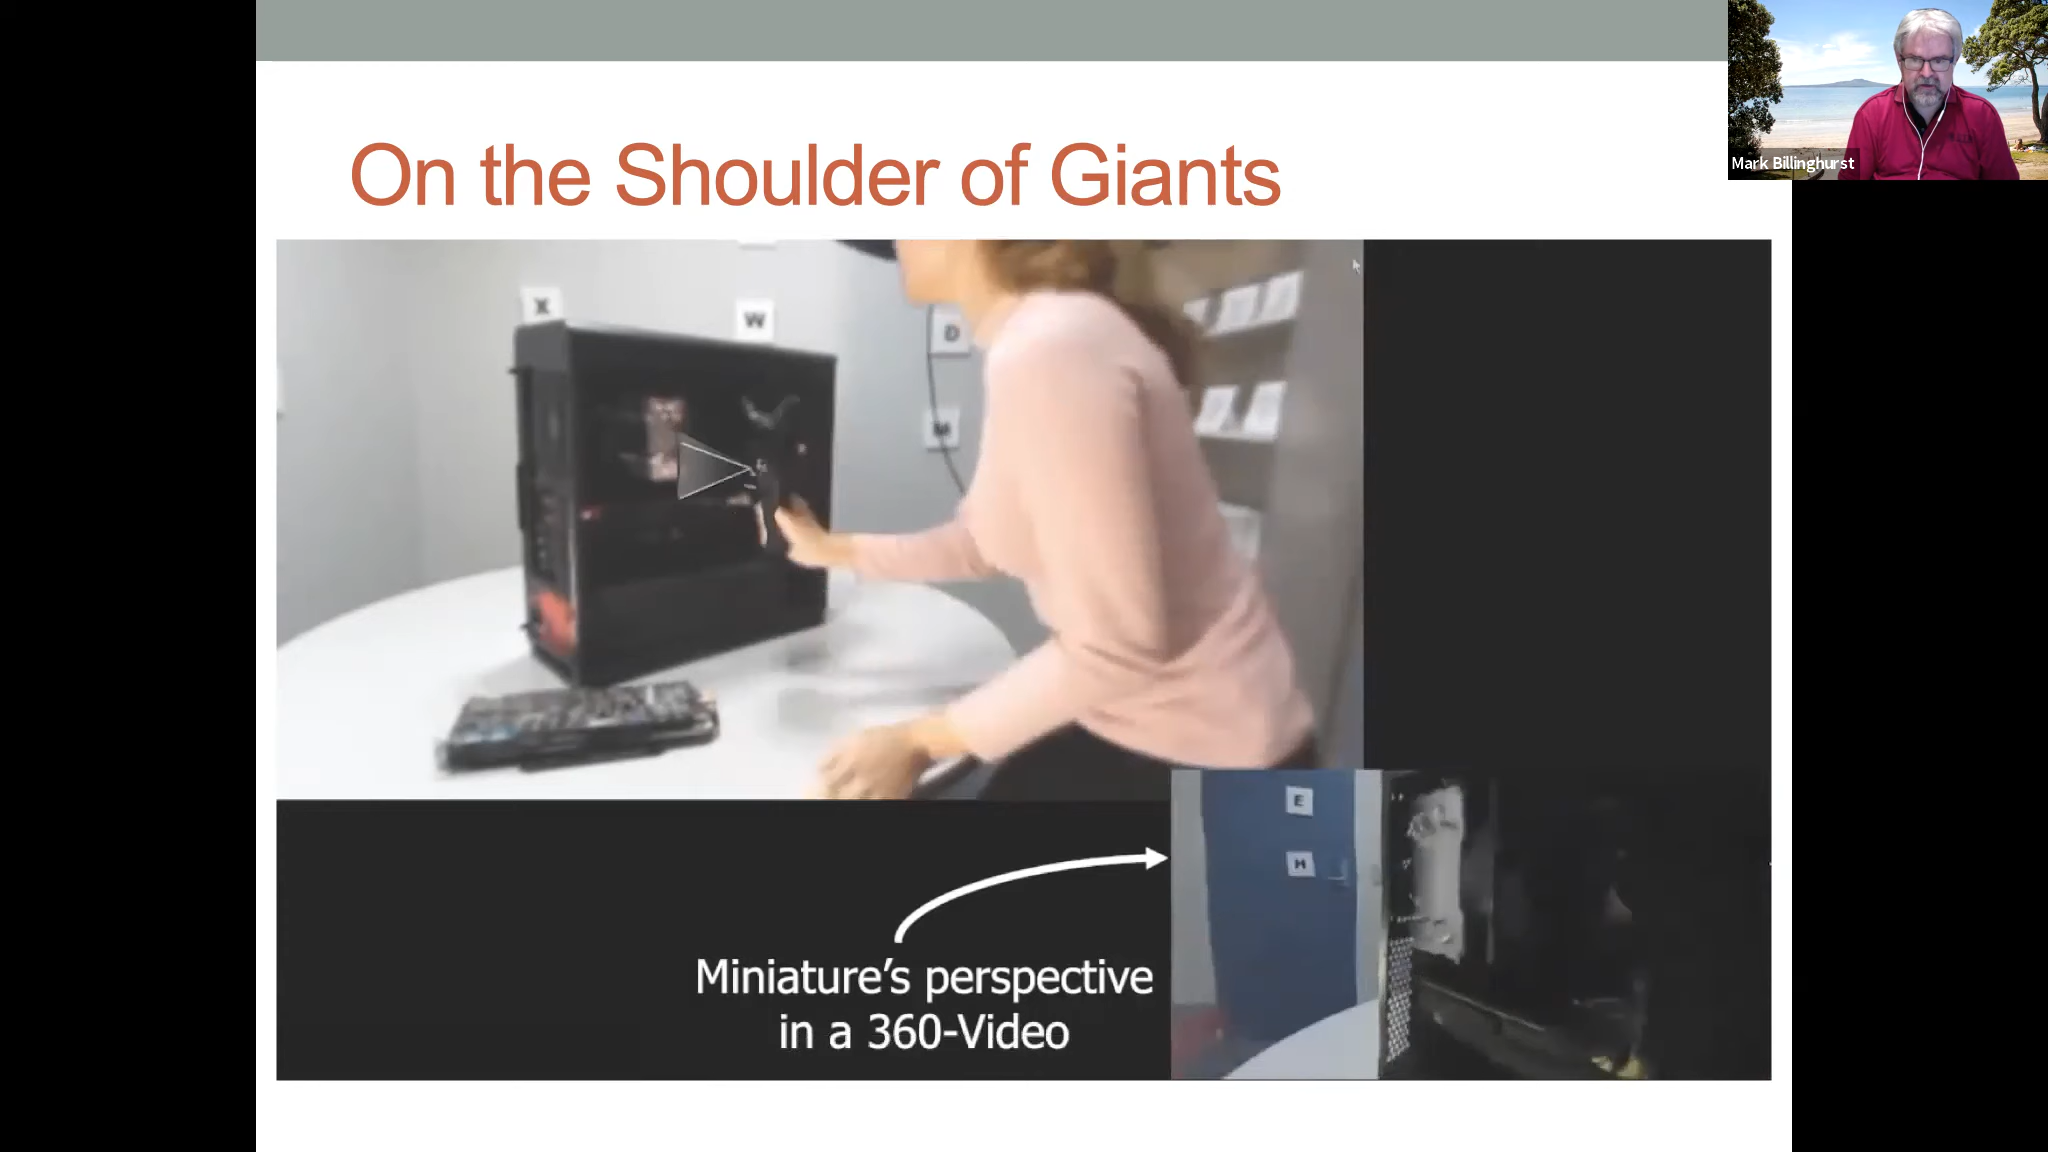 On the Shoulder of Giants
Mark Billinghurst
X
W
D
M
E
H
Miniature's perspective
in a 360-Video